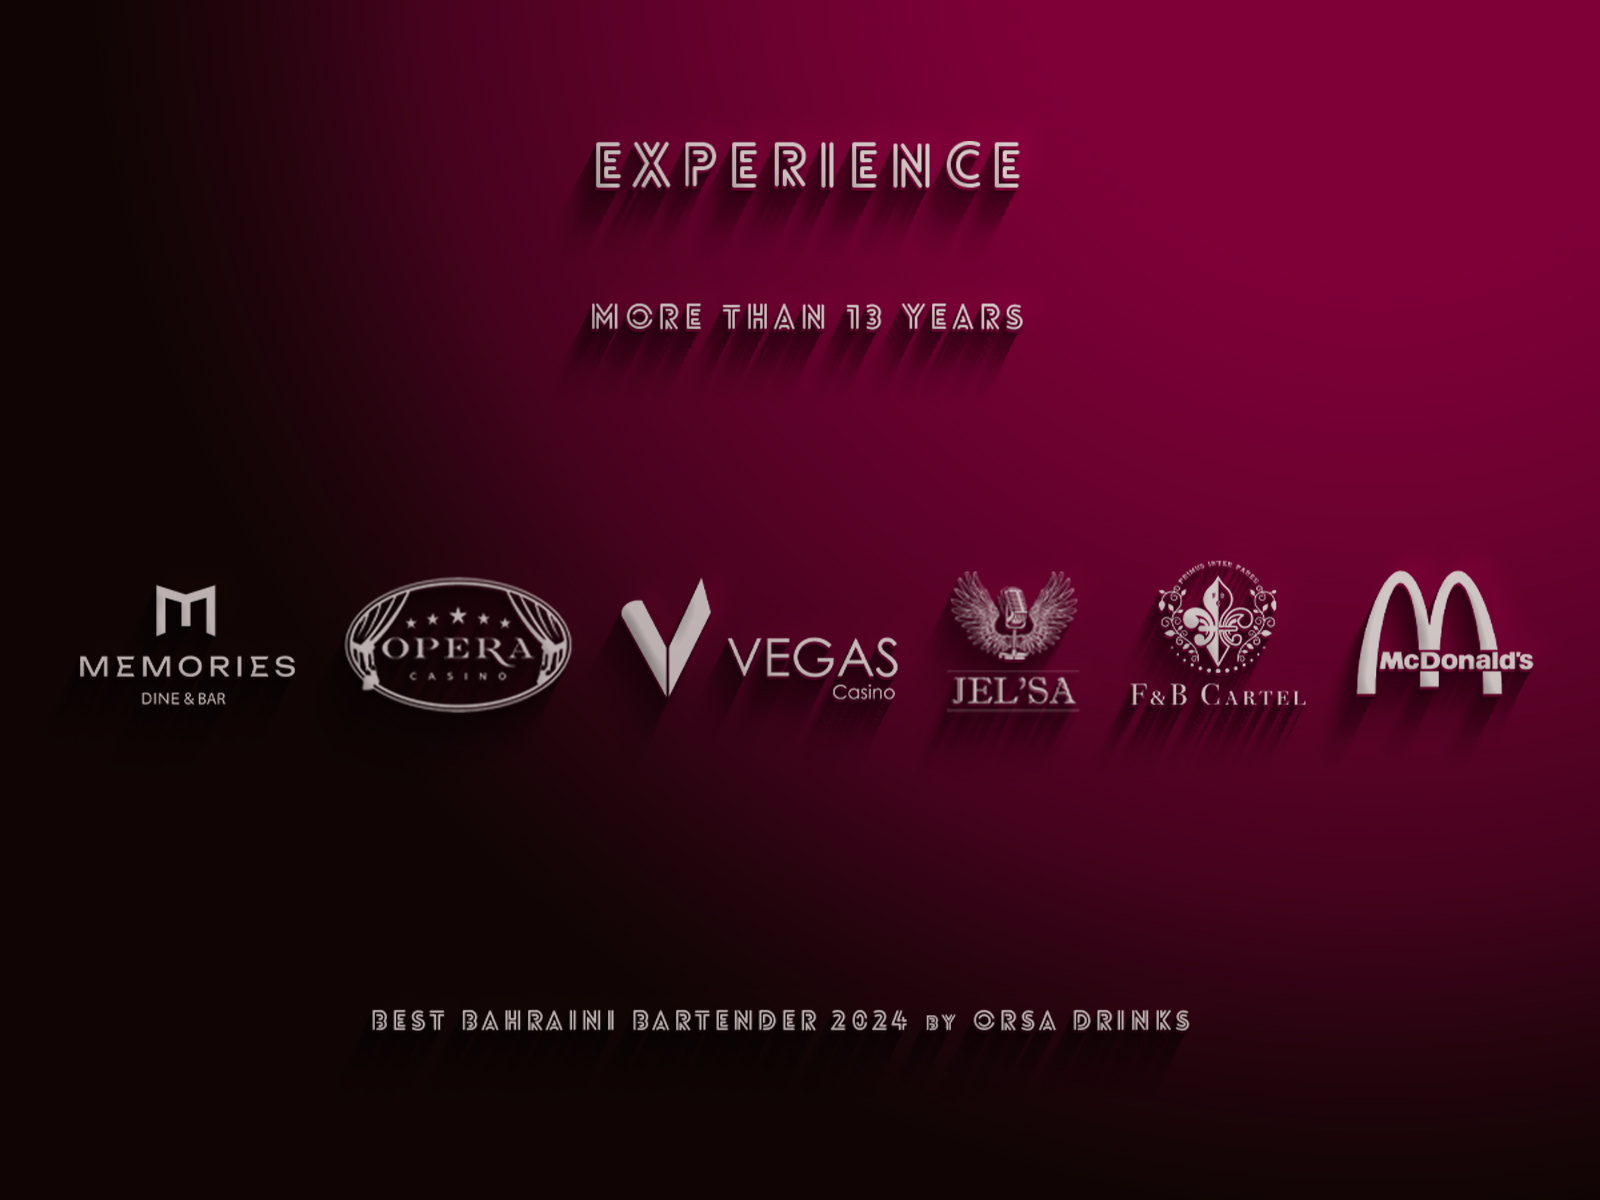 EXPERIENCE
MORE THAN 13 YEARS
MEMORIES
DINE & BAR
OPERA
CASINO
VEGAS
Casino
JEL'SA
PRIMUS INTER PARES
F&B CARTEL
McDonald's
BEST BAHRAINI BARTENDER 2024 BY ORSA DRINKS